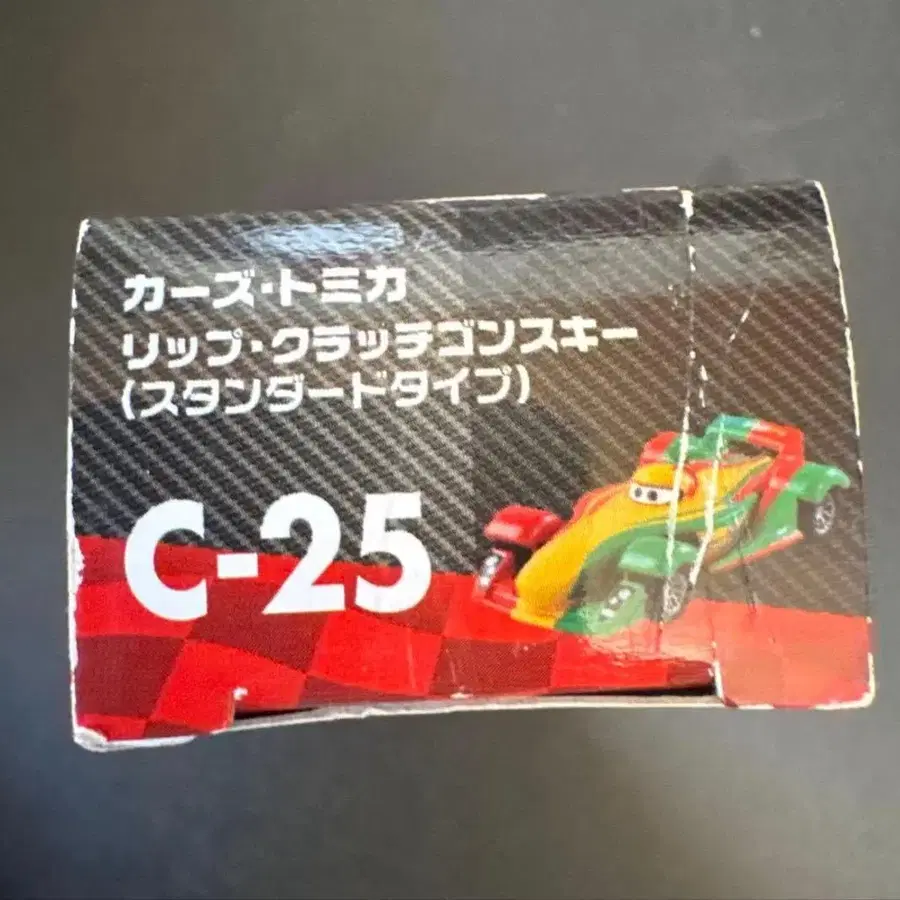 カーズ・トミカ
リップ・クラッチゴンスキー
(スタンダードタイプ)
C-25